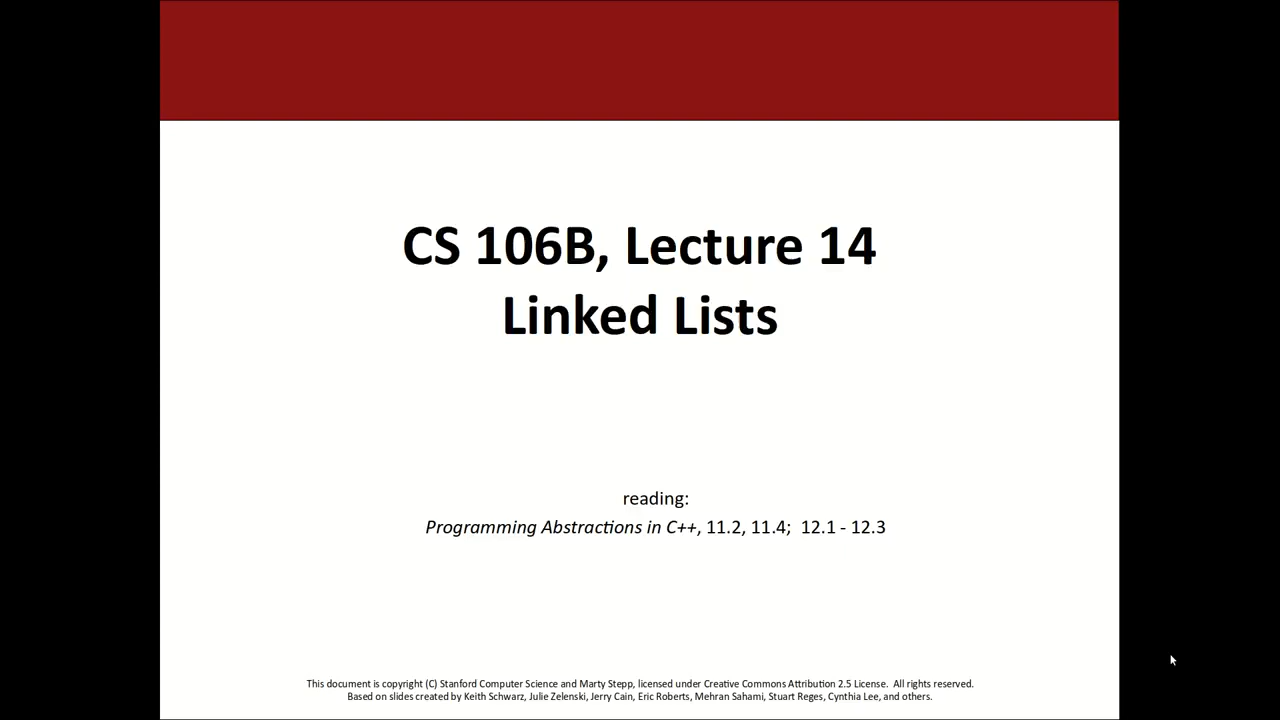 CS 106B, Lecture 14
Linked Lists
reading:
Programming Abstractions in C++, 11.2, 11.4;  12.1 - 12.3
This document is copyright (C) Stanford Computer Science and Marty Stepp, licensed under Creative Commons Attribution 2.5 License.  All rights reserved.
Based on slides created by Keith Schwarz, Julie Zelenski, Jerry Cain, Eric Roberts, Mehran Sahami, Stuart Reges, Cynthia Lee, and others.